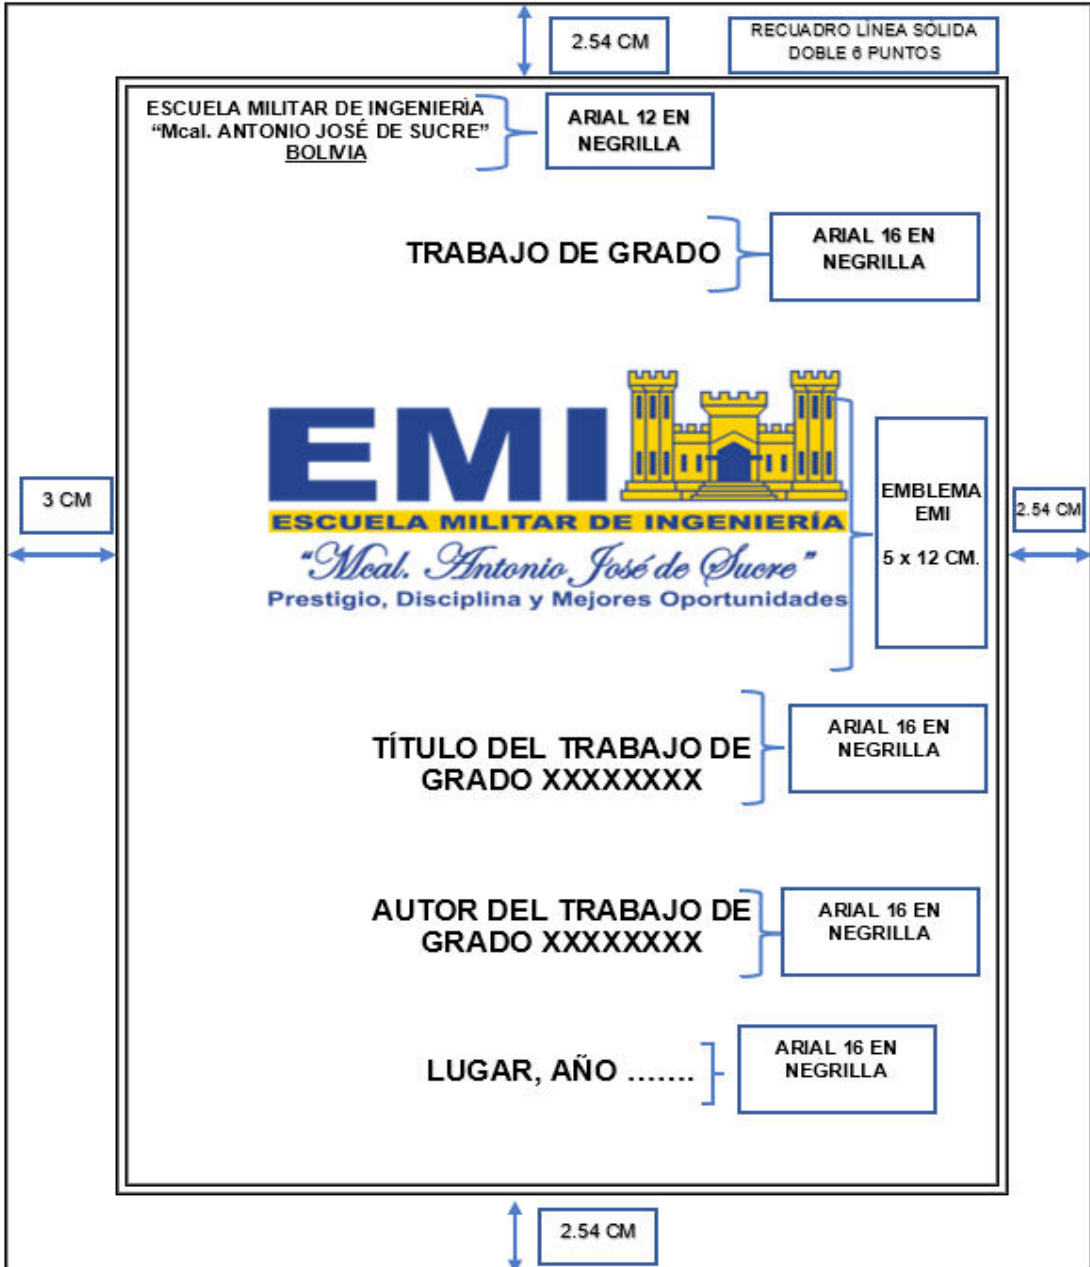 2.54 CM
RECUADRO LÍNEA SÓLIDA
DOBLE 6 PUNTOS
ESCUELA MILITAR DE INGENIERÍA
“Mcal. ANTONIO JOSÉ DE SUCRE”
BOLIVIA
ARIAL 12 EN
NEGRILLA
TRABAJO DE GRADO
ARIAL 16 EN
NEGRILLA
EMI
ESCUELA MILITAR DE INGENIERÍA
“Mcal. Antonio José de Sucre”
Prestigio, Disciplina y Mejores Oportunidades
3 CM
EMBLEMA
EMI
5 x 12 CM.
2.54 CM
TÍTULO DEL TRABAJO DE
GRADO XXXXXXXX
ARIAL 16 EN
NEGRILLA
AUTOR DEL TRABAJO DE
GRADO XXXXXXXX
ARIAL 16 EN
NEGRILLA
LUGAR, AÑO .......
ARIAL 16 EN
NEGRILLA
2.54 CM